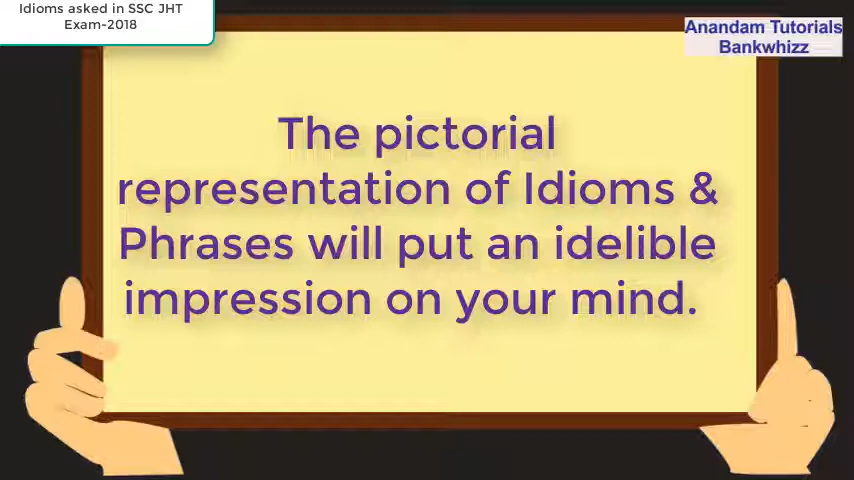 Idioms asked in SSC JHT
Exam-2018
Anandam Tutorials
Bankwhizz
The pictorial
representation of Idioms &
Phrases will put an idelible
impression on your mind.